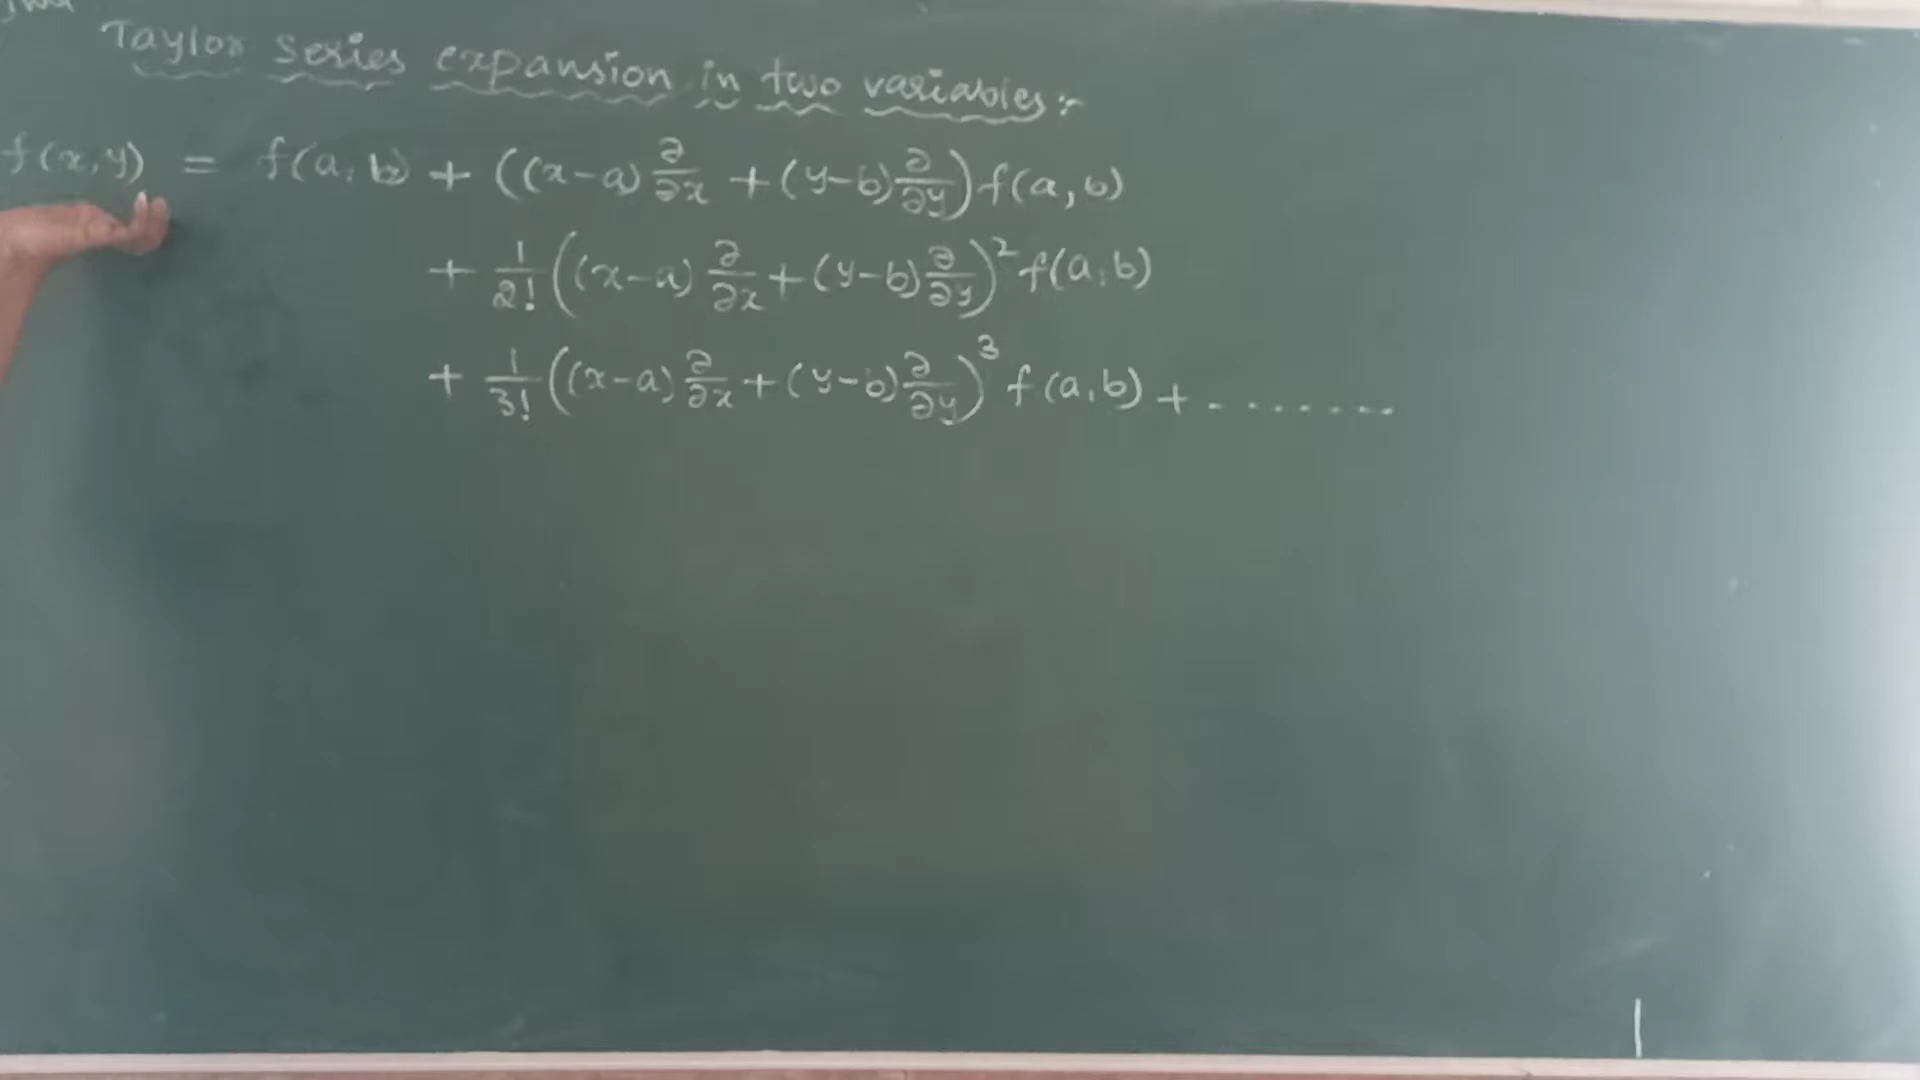 Taylor series expansion in two variables :-
f(x,y) = f(a,b) + ((x-a) ∂/∂x + (y-b) ∂/∂y) f(a,b)
+ 1/2! ((x-a) ∂/∂x + (y-b) ∂/∂y)² f(a,b)
+ 1/3! ((x-a) ∂/∂x + (y-b) ∂/∂y)³ f(a,b) + ........